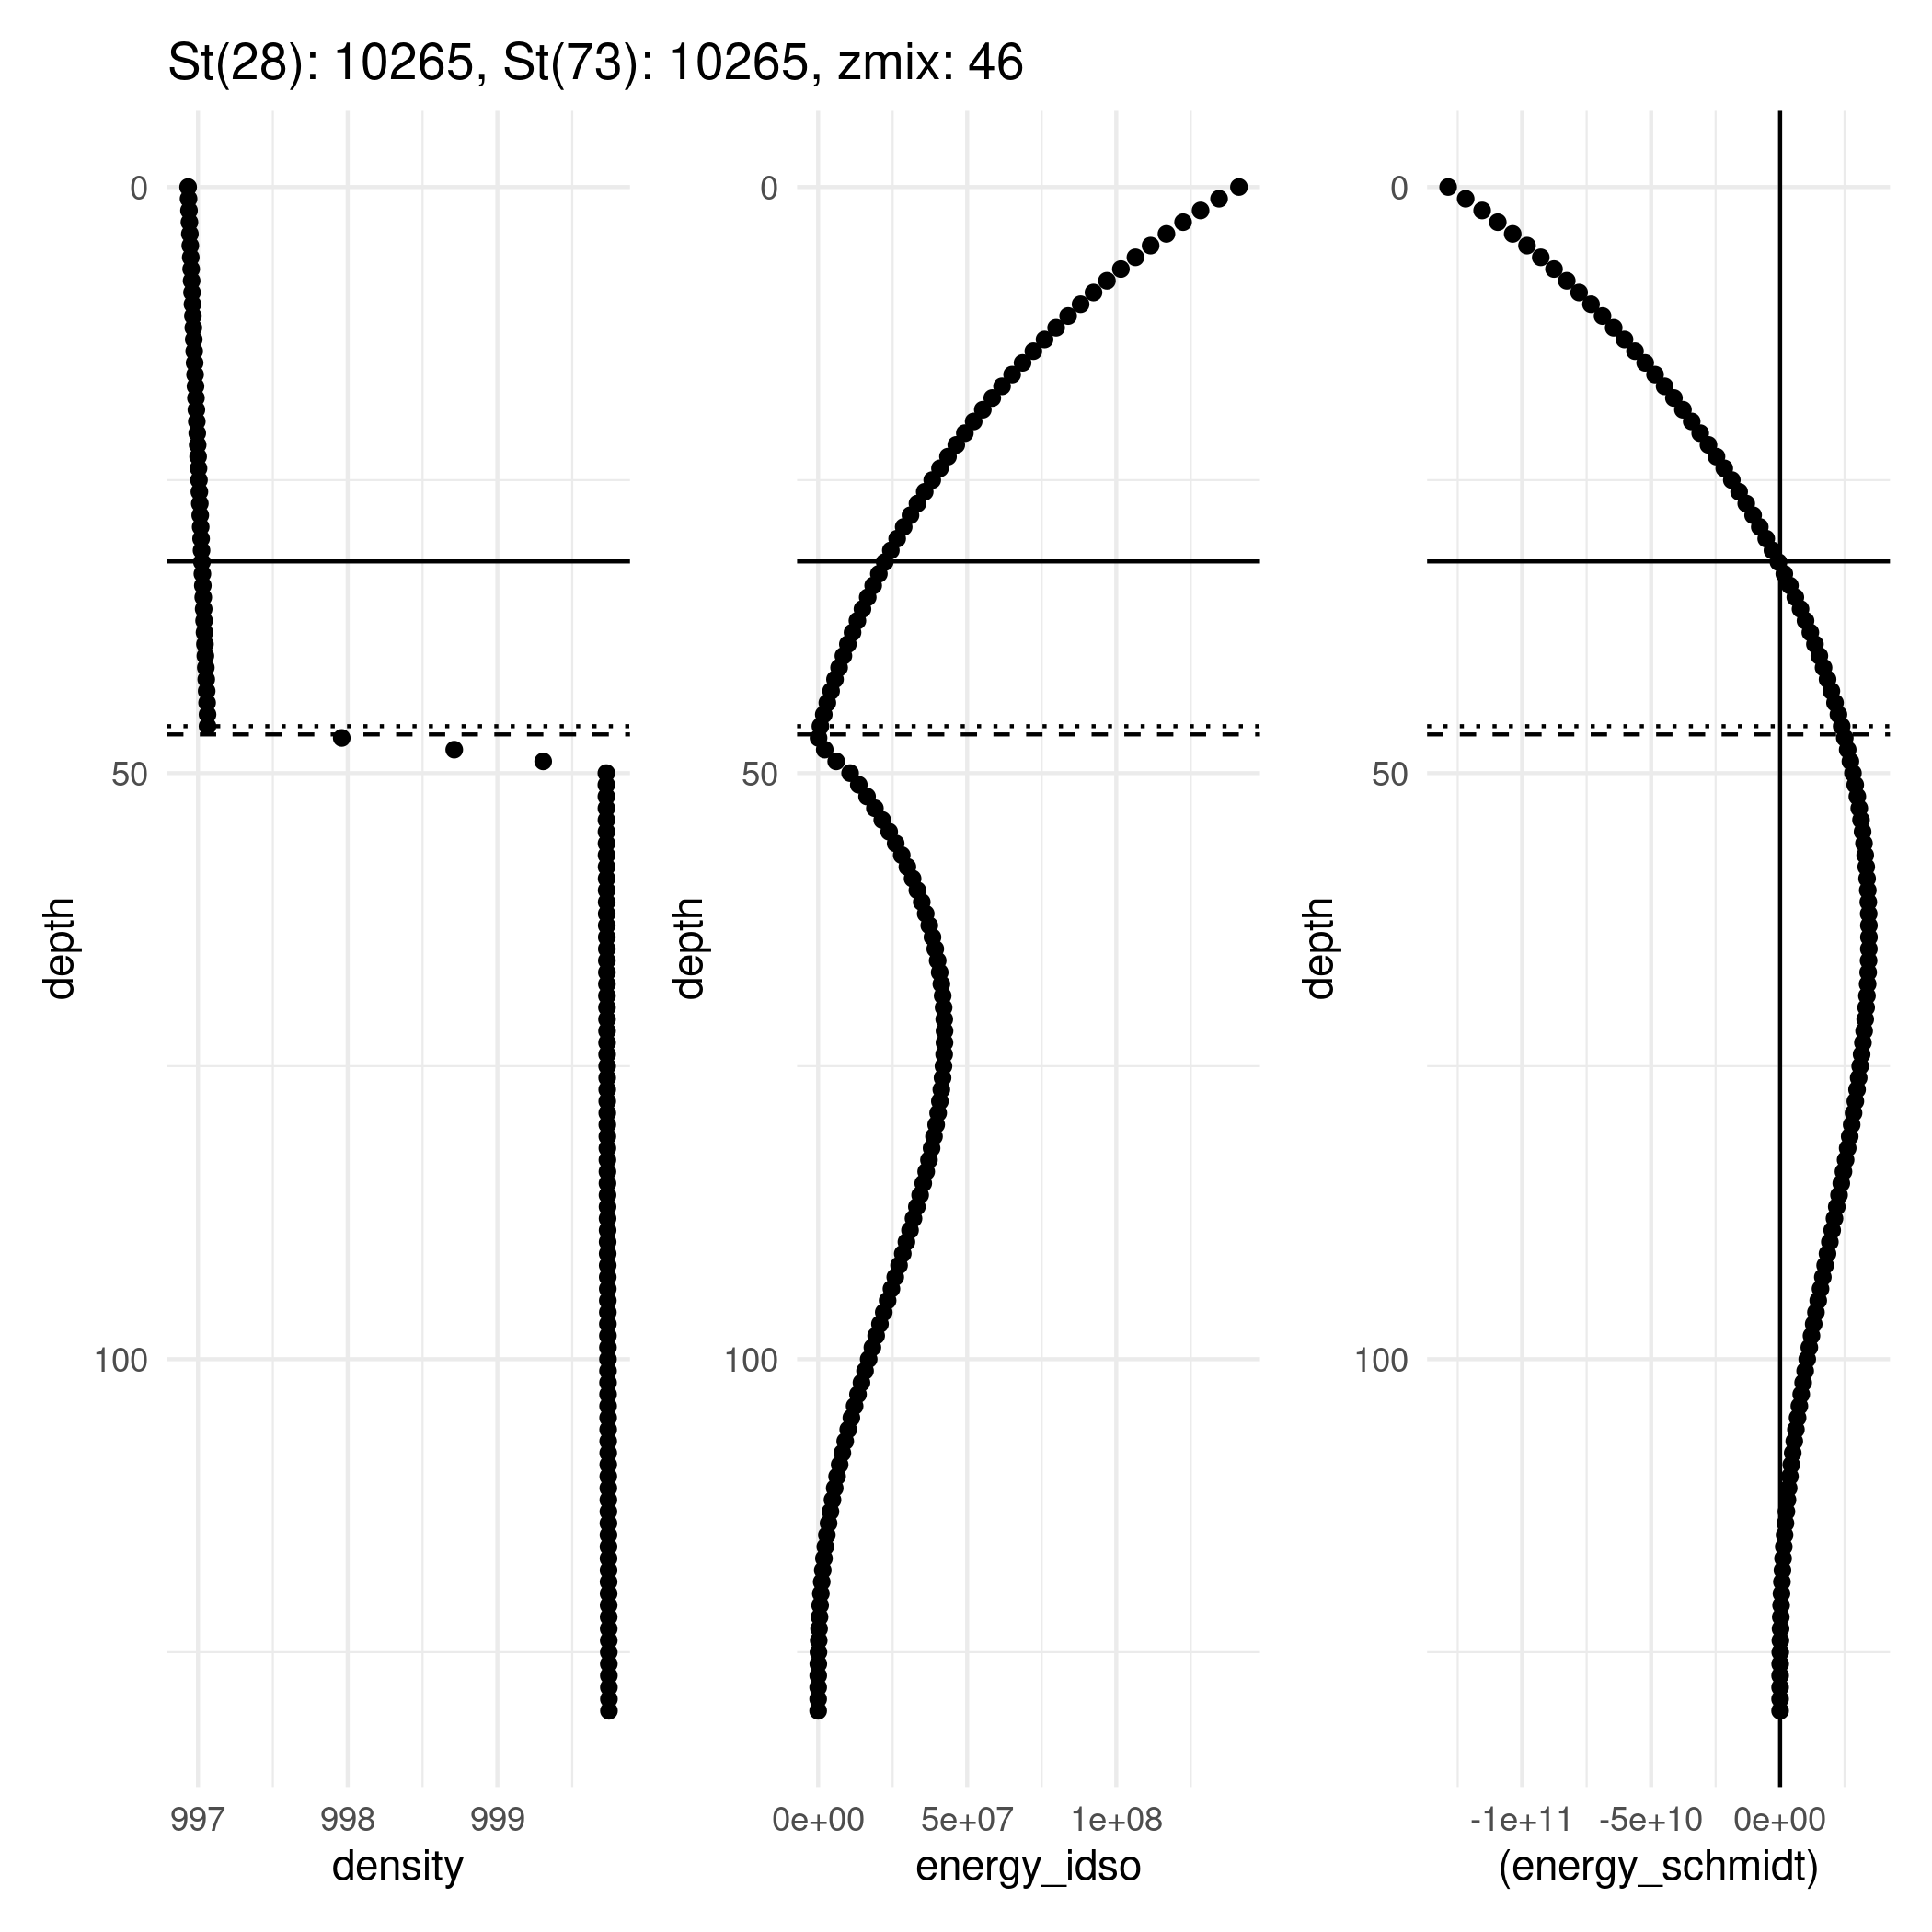 St(28): 10265, St(73): 10265, zmix: 46
0
50
100
depth
997 998 999
density
0
50
100
depth
0e+00 5e+07 1e+08
energy_idso
0
50
100
depth
-1e+11 -5e+10 0e+00
(energy_schmidt)